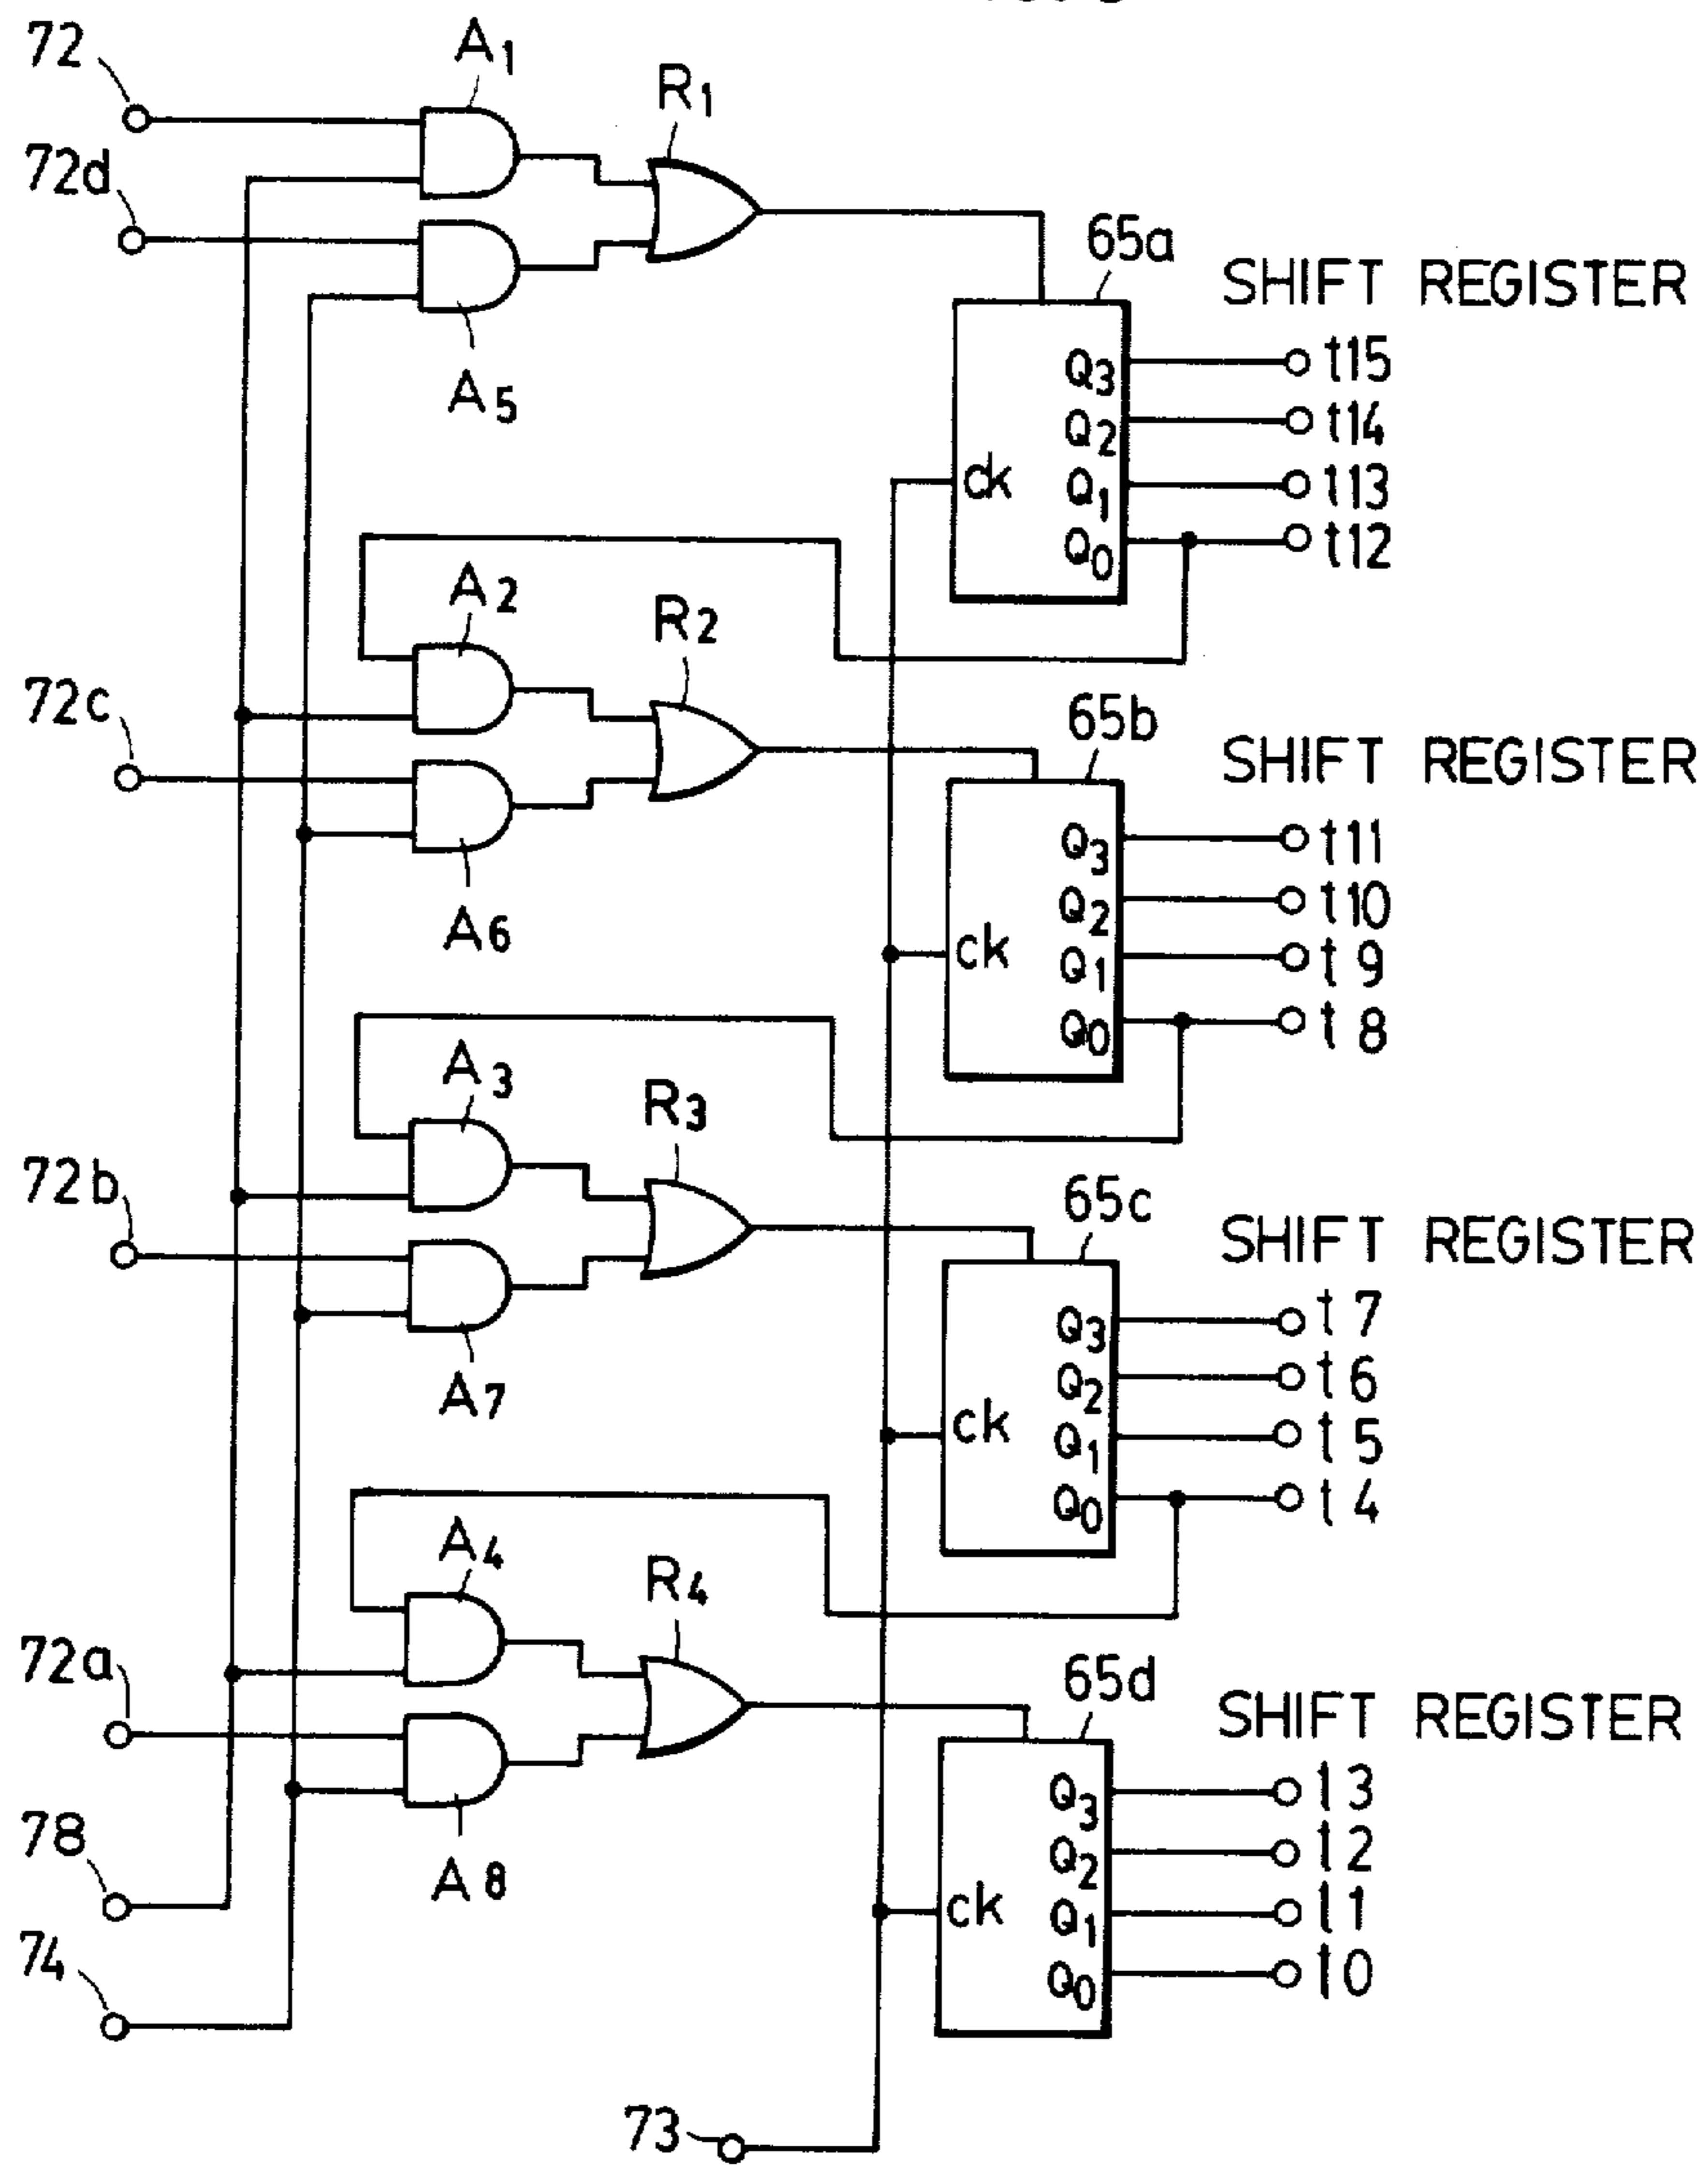 72
A1
R1
72d
A5
65a
SHIFT REGISTER
Q3 t15
Q2 t14
ck Q1 t13
Q0 t12
A2
R2
72c
A6
65b
SHIFT REGISTER
Q3 t11
Q2 t10
ck Q1 t9
Q0 t8
A3
R3
72b
A7
65c
SHIFT REGISTER
Q3 t7
Q2 t6
ck Q1 t5
Q0 t4
A4
R4
72a
A8
65d
SHIFT REGISTER
Q3 t3
Q2 t2
ck Q1 t1
Q0 t0
78
74
73